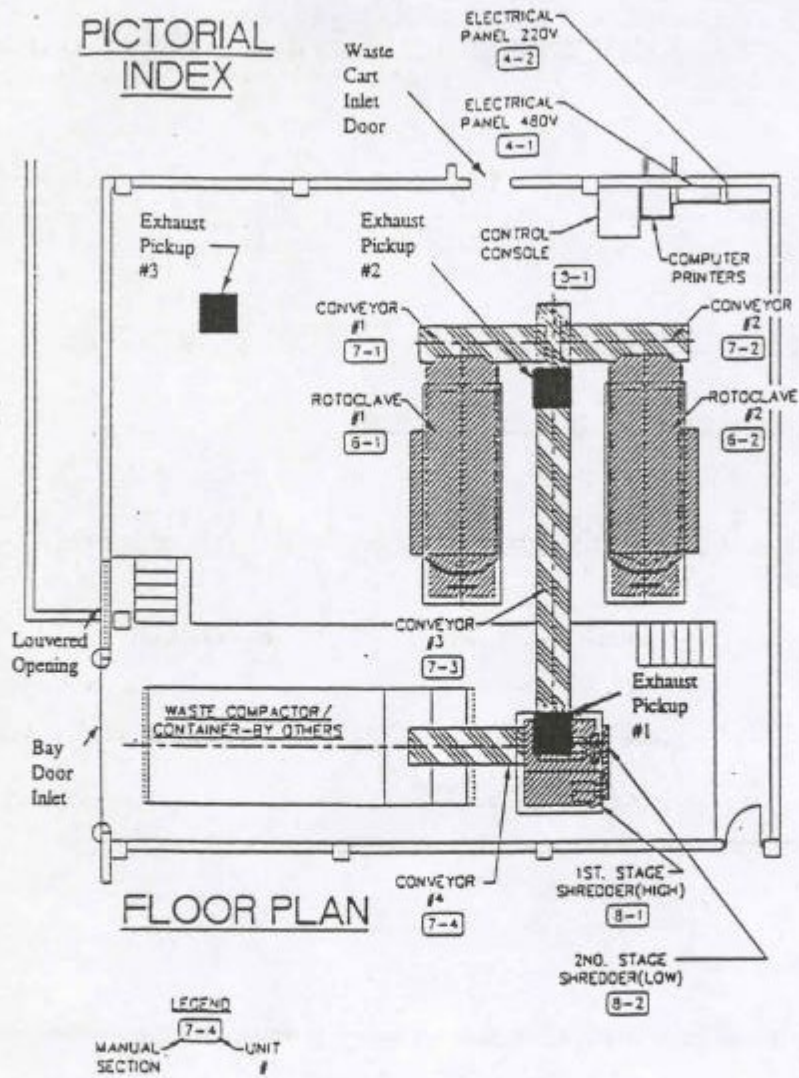 PICTORIAL
INDEX
Waste
Cart
Inlet
Door
ELECTRICAL
PANEL 220V
4-2
ELECTRICAL
PANEL 480V
4-1
Exhaust
Pickup
#3
Exhaust
Pickup
#2
CONTROL
CONSOLE
5-1
COMPUTER
PRINTERS
CONVEYOR
#1
7-1
CONVEYOR
#2
7-2
ROTOCLAVE
#1
6-1
ROTOCLAVE
#2
6-2
Louvered
Opening
CONVEYOR
#3
7-3
Exhaust
Pickup
#1
WASTE COMPACTOR/
CONTAINER-BY OTHERS
Bay
Door
Inlet
CONVEYOR
#4
7-4
1ST. STAGE
SHREDDER(HIGH)
8-1
FLOOR PLAN
2ND. STAGE
SHREDDER(LOW)
8-2
LEGEND
7-4
MANUAL
SECTION
UNIT
#